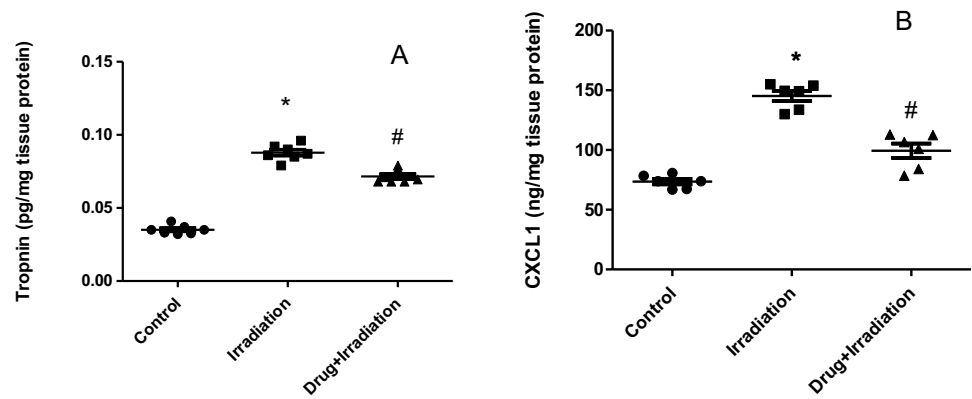 A
Tropnin (pg/mg tissue protein)
0.15
0.10
0.05
0.00
*
#
Control
Irradiation
Drug+Irradiation
B
CXCL1 (ng/mg tissue protein)
200
150
100
50
0
*
#
Control
Irradiation
Drug+Irradiation